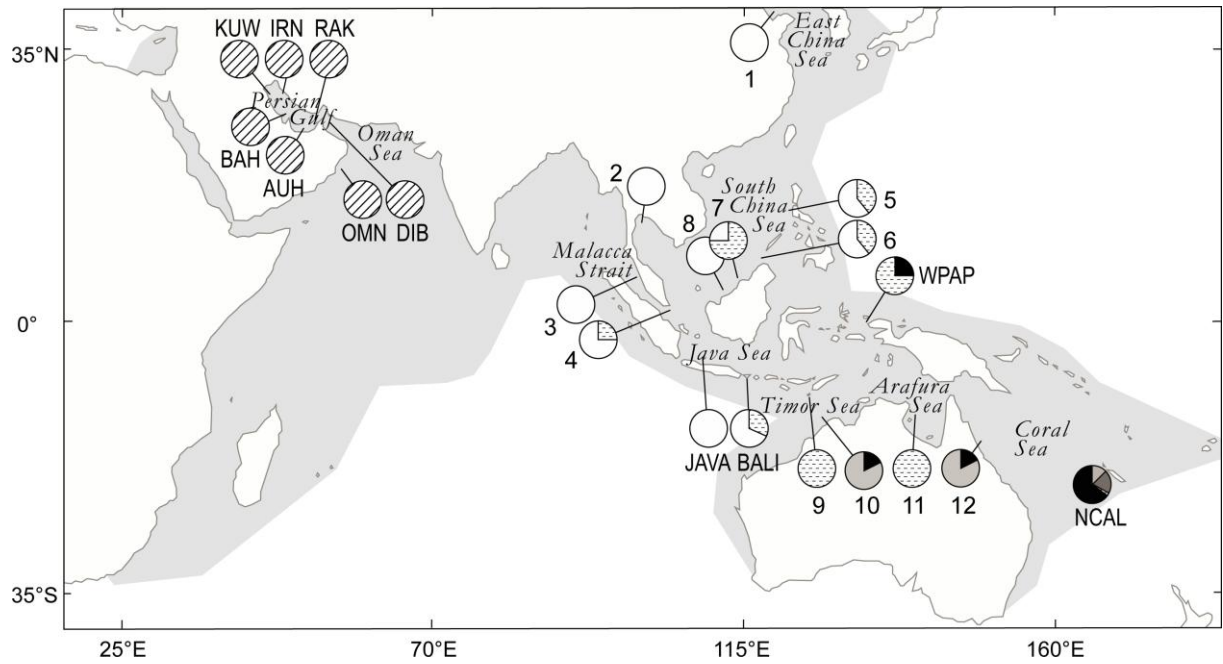 KUW IRN RAK
35°N
East
China
Sea
1
Persian
Gulf
Oman
Sea
BAH
AUH
OMN DIB
2
South
China
Sea
7
8
5
6
Malacca
Strait
WPAP
0°
3
4
Java Sea
Arafura
Sea
Timor Sea
Coral
Sea
JAVA BALI
9
10
11
12
NCAL
35°S
25°E
70°E
115°E
160°E